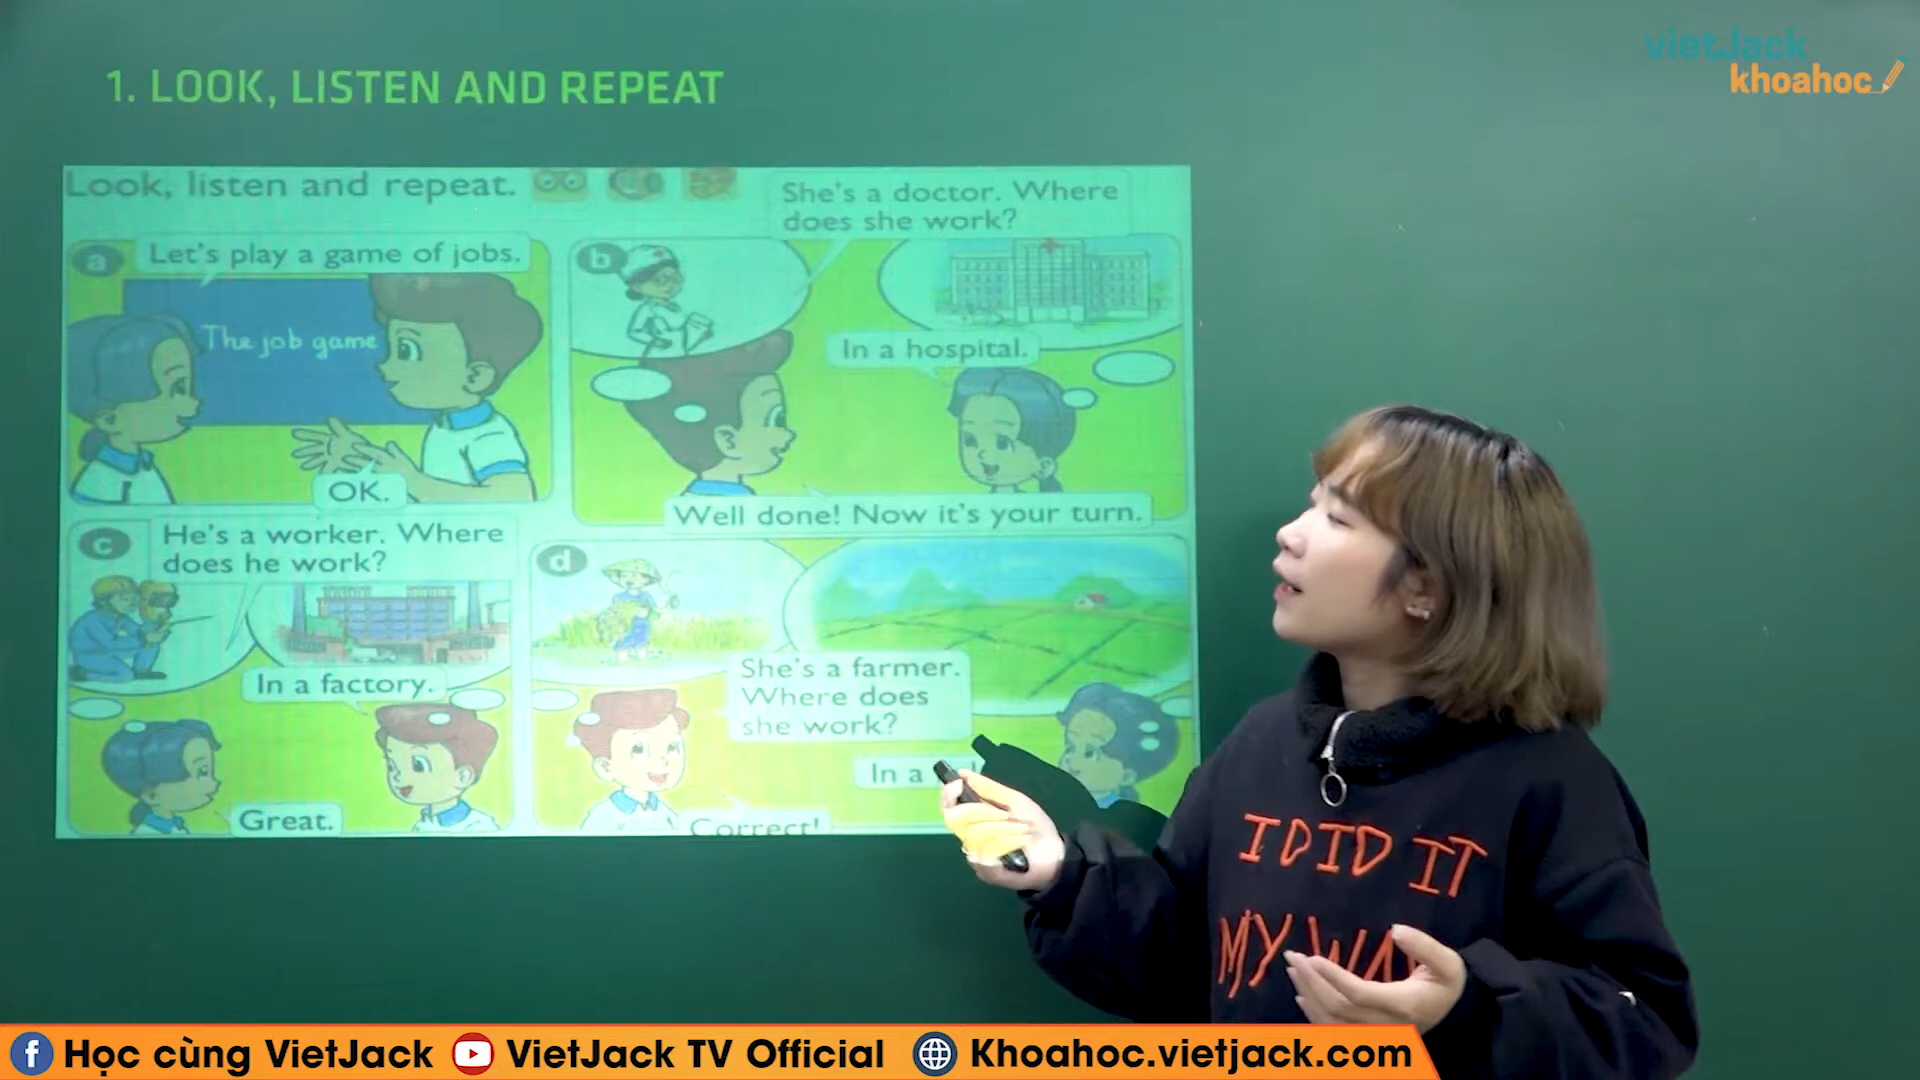 vietJack
khoahoc
1. LOOK, LISTEN AND REPEAT
Look, listen and repeat.
a
Let's play a game of jobs.
The job game
OK.
b
She's a doctor. Where
does she work?
In a hospital.
Well done! Now it's your turn.
c
He's a worker. Where
does he work?
In a factory.
Great.
d
She's a farmer.
Where does
she work?
In a
Correct!
I DID IT
MY
Học cùng VietJack
VietJack TV Official
Khoahoc.vietjack.com